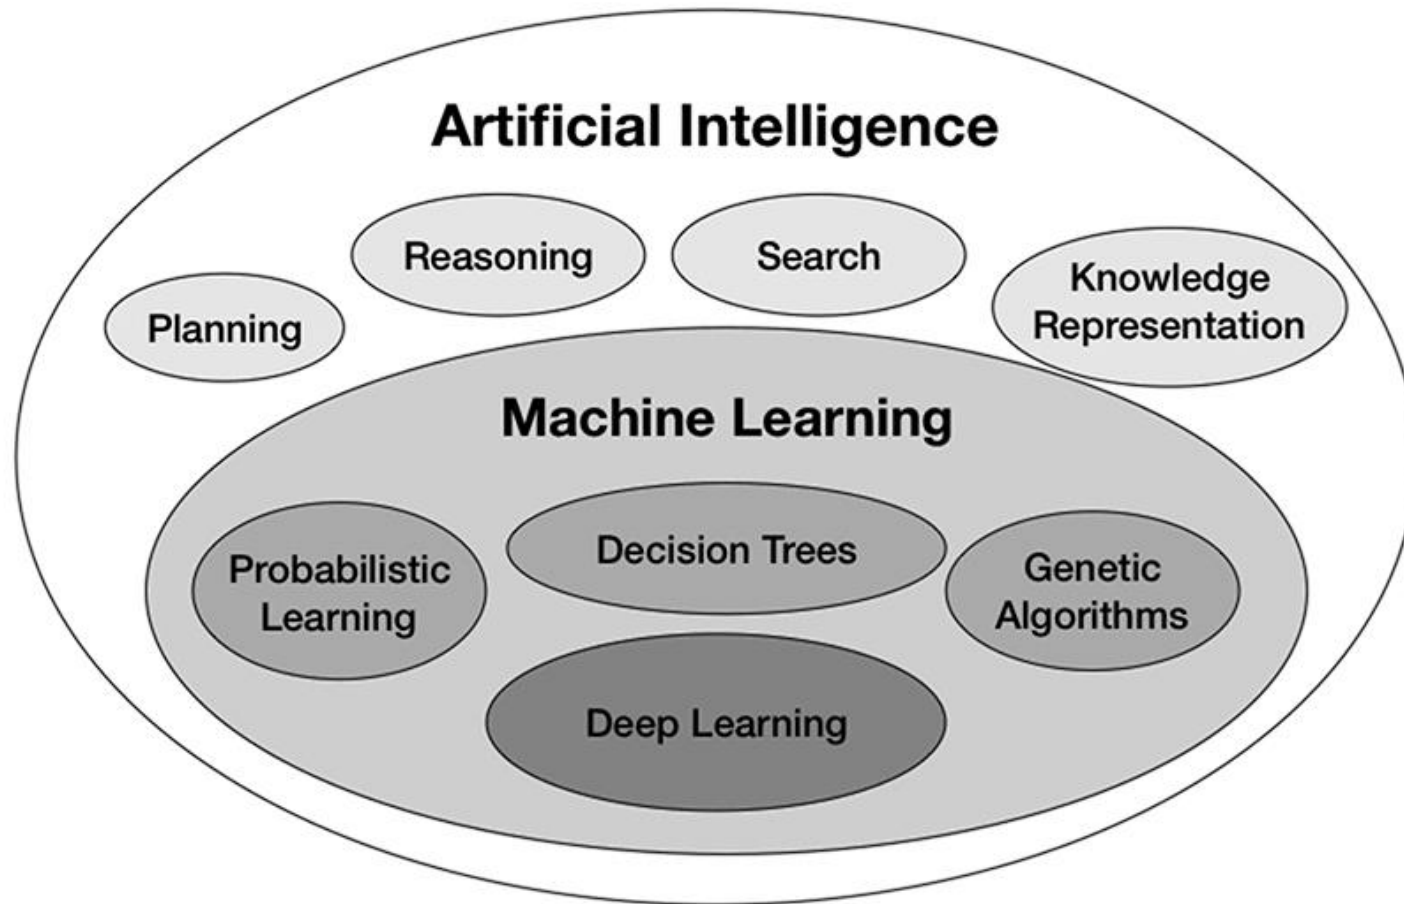 Artificial Intelligence
Reasoning
Search
Knowledge
Representation
Planning
Machine Learning
Decision Trees
Probabilistic
Learning
Genetic
Algorithms
Deep Learning